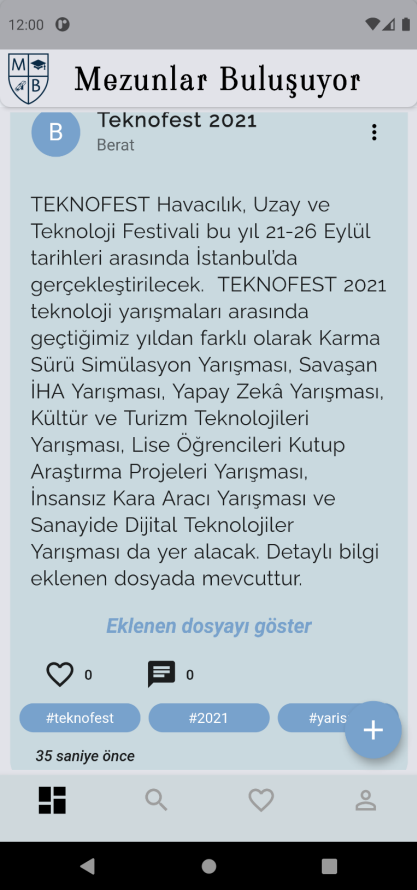 12:00
M
B
Mezunlar Buluşuyor
B
Teknofest 2021
Berat
TEKNOFEST Havacılık, Uzay ve
Teknoloji Festivali bu yıl 21-26 Eylül
tarihleri arasında İstanbul'da
gerçekleştirilecek. TEKNOFEST 2021
teknoloji yarışmaları arasında
geçtiğimiz yıldan farklı olarak Karma
Sürü Simülasyon Yarışması, Savaşan
İHA Yarışması, Yapay Zekâ Yarışması,
Kültür ve Turizm Teknolojileri
Yarışması, Lise Öğrencileri Kutup
Araştırma Projeleri Yarışması,
İnsansız Kara Aracı Yarışması ve
Sanayide Dijital Teknolojiler
Yarışması da yer alacak. Detaylı bilgi
eklenen dosyada mevcuttur.
Eklenen dosyayı göster
0 0
#teknofest #2021 #yaris
35 saniye önce